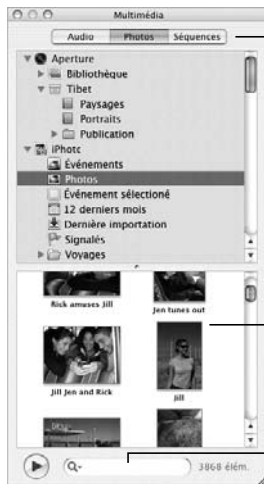 Multimédia
Audio Photos Séquences
Aperture
Bibliothèque
Tibet
Paysages
Portraits
Publication
iPhoto
Événements
Photos
Événement sélectioné
12 derniers mois
Dernière importation
Signalés
Voyages
Rick amuses Jill
Jen tunes out
Jill Jen and Rick
Jill
3868 élém.